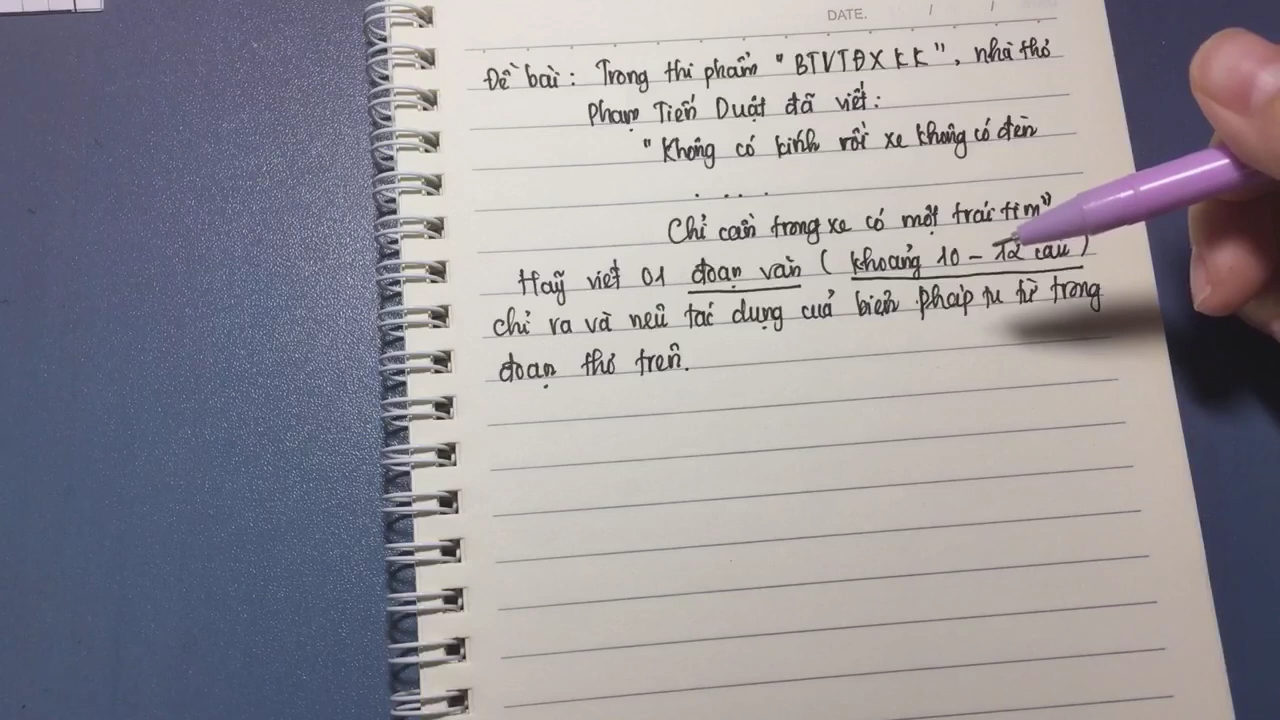 DATE. / /
Đề bài: Trong thi phẩm "BTVTĐXKK", nhà thơ
Phạm Tiến Duật đã viết:
"Không có kính rồi xe không có đèn
. . .
Chỉ cần trong xe có một trái tim"
Hãy viết 01 đoạn văn (khoảng 10 - 12 câu)
chỉ ra và nêu tác dụng của biện pháp tu từ trong
đoạn thơ trên.